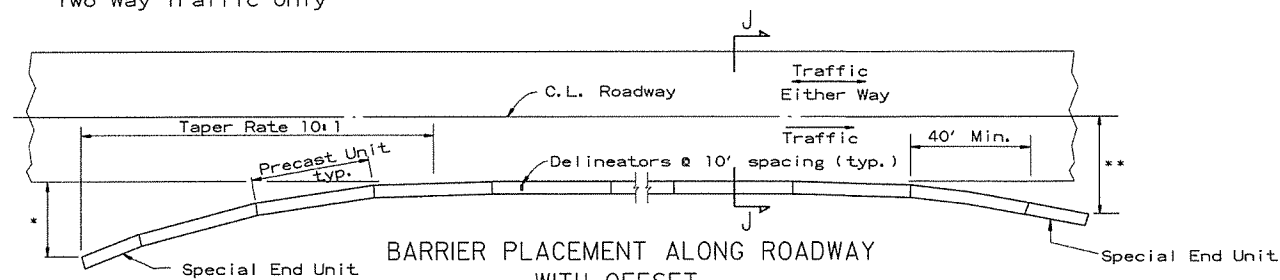 Two Way Traffic Only
J
Traffic
Either Way
C.L. Roadway
Taper Rate 10:1
Traffic
40' Min.
Precast Unit
typ.
Delineators @ 10' spacing (typ.)
*
**
J
BARRIER PLACEMENT ALONG ROADWAY
WITH OFFSET
Special End Unit
Special End Unit